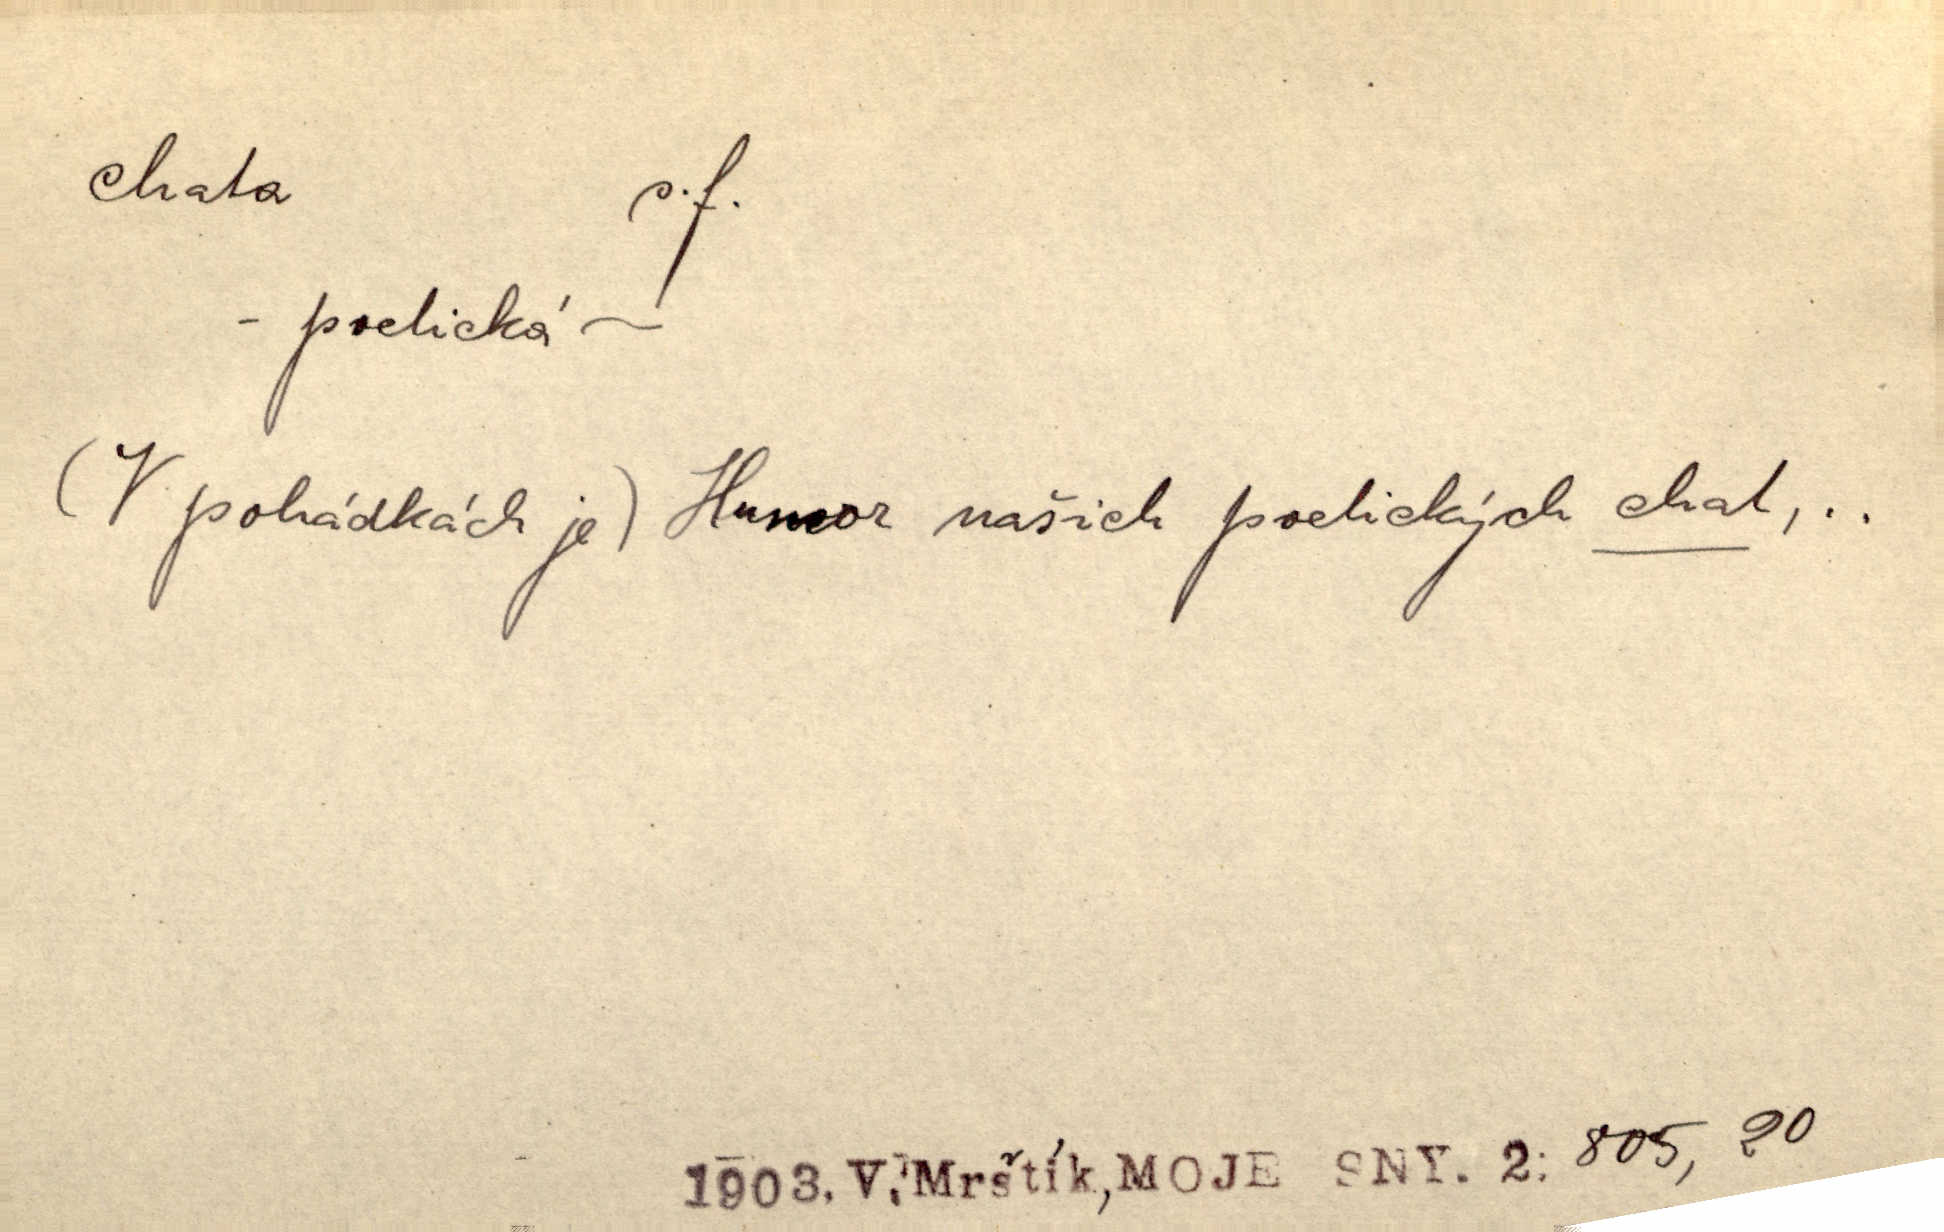 chata s.f.
- poetická ~
(V pohádkách je) Humor našich poetických chat, ..
1903. V. Mrštík, MOJE SNY. 2: 805, 20